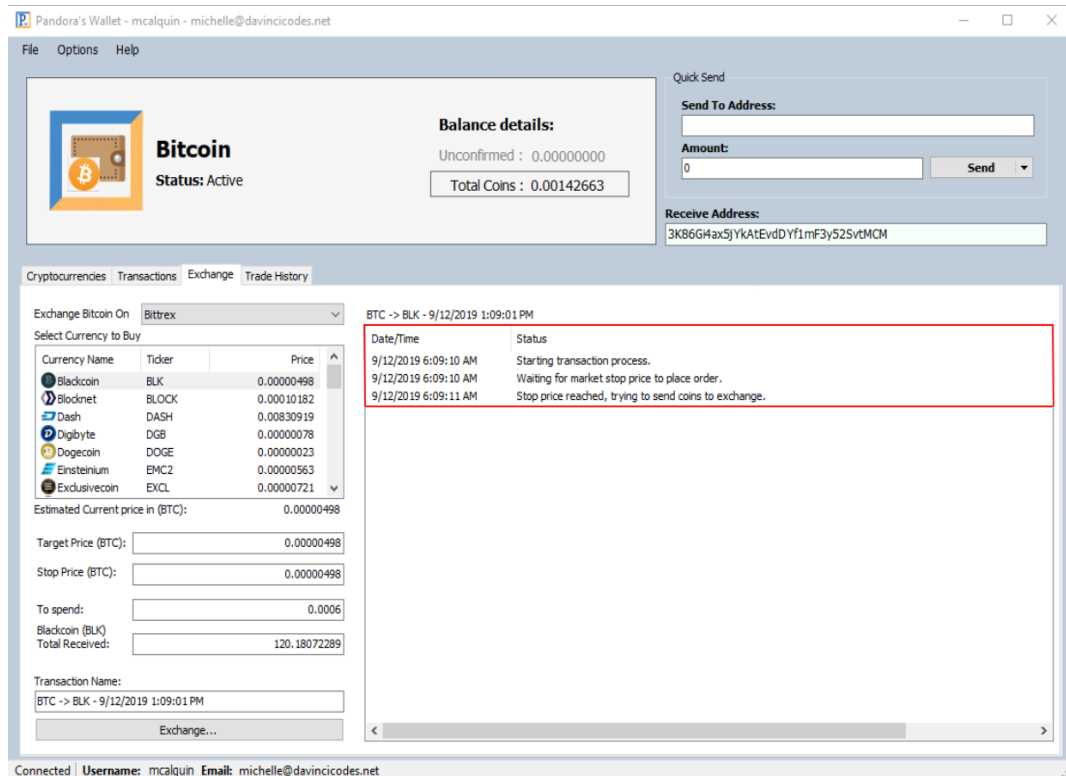 Pandora's Wallet - mcalquin - michelle@davincicodes.net
File Options Help
Bitcoin
Status: Active
Balance details:
Unconfirmed : 0.00000000
Total Coins : 0.00142663
Quick Send
Send To Address:
Amount:
0
Send
Receive Address:
3K86Gi4ax5jYkAtEvdDYf1mF3y52SvtMCM
Cryptocurrencies Transactions Exchange Trade History
Exchange Bitcoin On Bittrex
Select Currency to Buy
Currency Name Ticker Price
Blackcoin BLK 0.00000498
Blocknet BLOCK 0.00010182
Dash DASH 0.00830919
Digibyte DGB 0.00000078
Dogecoin DOGE 0.00000023
Einsteinium EMC2 0.00000563
Exclusivecoin EXCL 0.00000721
Estimated Current price in (BTC): 0.00000498
Target Price (BTC): 0.00000498
Stop Price (BTC): 0.00000498
To spend: 0.0006
Blackcoin (BLK)
Total Received: 120.18072289
Transaction Name:
BTC -> BLK - 9/12/2019 1:09:01 PM
Exchange...
BTC -> BLK - 9/12/2019 1:09:01 PM
Date/Time Status
9/12/2019 6:09:10 AM Starting transaction process.
9/12/2019 6:09:10 AM Waiting for market stop price to place order.
9/12/2019 6:09:11 AM Stop price reached, trying to send coins to exchange.
Connected Username: mcalquin Email: michelle@davincicodes.net